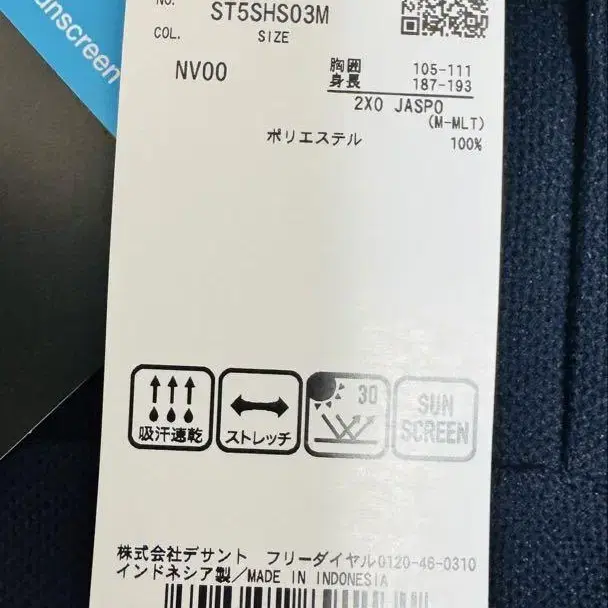 unscreen
NO.
ST5SHS03M
COL.
SIZE
NV00
胸囲 105-111
身長 187-193
2XO JASPO
(M-MLT)
ポリエステル 100%
30
SUN
SCREEN
吸汗速乾
ストレッチ
株式会社デサント フリーダイヤル0120-46-0310
インドネシア製/MADE IN INDONESIA